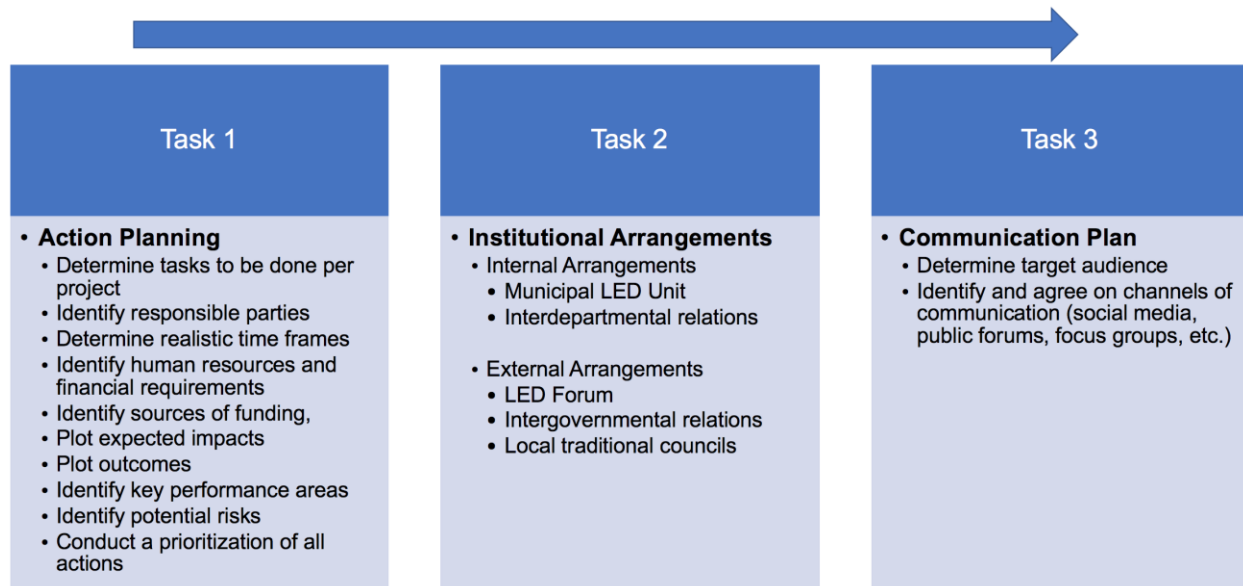 Task 1
• Action Planning
• Determine tasks to be done per
project
• Identify responsible parties
• Determine realistic time frames
• Identify human resources and
financial requirements
• Identify sources of funding,
• Plot expected impacts
• Plot outcomes
• Identify key performance areas
• Identify potential risks
• Conduct a prioritization of all
actions
Task 2
• Institutional Arrangements
• Internal Arrangements
• Municipal LED Unit
• Interdepartmental relations
• External Arrangements
• LED Forum
• Intergovernmental relations
• Local traditional councils
Task 3
• Communication Plan
• Determine target audience
• Identify and agree on channels of
communication (social media,
public forums, focus groups, etc.)